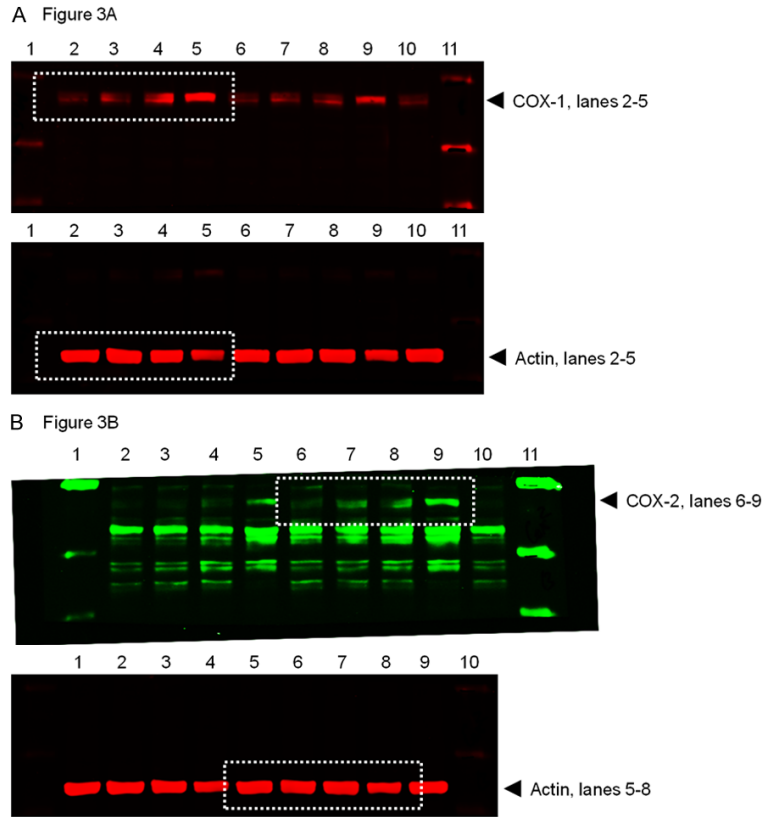 A Figure 3A
1 2 3 4 5 6 7 8 9 10 11
COX-1, lanes 2-5
1 2 3 4 5 6 7 8 9 10 11
Actin, lanes 2-5
B Figure 3B
1 2 3 4 5 6 7 8 9 10 11
COX-2, lanes 6-9
1 2 3 4 5 6 7 8 9 10
Actin, lanes 5-8